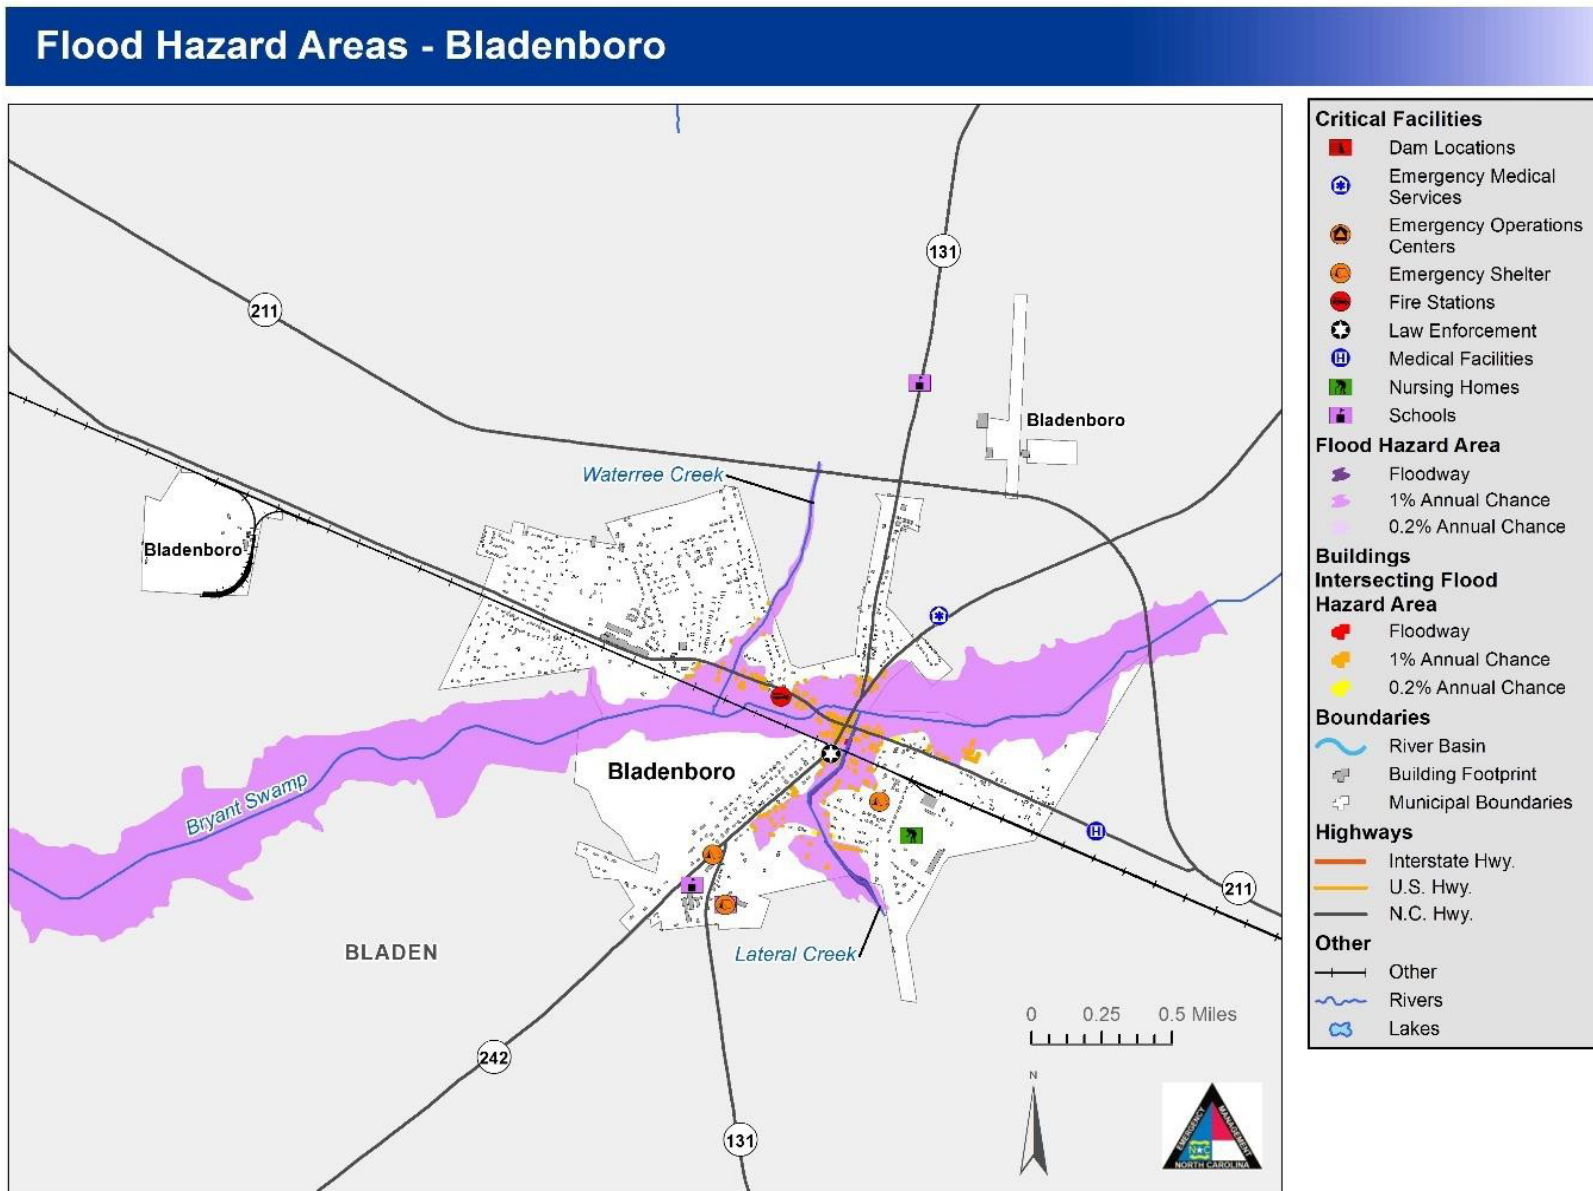 Flood Hazard Areas - Bladenboro
131
211
Bladenboro
Waterree Creek
Bladenboro
Bladenboro
Bryant Swamp
211
BLADEN
Lateral Creek
0 0.25 0.5 Miles
242
N
131
EMERGENCY
MANAGEMENT
NORTH CAROLINA
N C
Critical Facilities
Dam Locations
Emergency Medical
Services
Emergency Operations
Centers
Emergency Shelter
Fire Stations
Law Enforcement
H Medical Facilities
Nursing Homes
Schools
Flood Hazard Area
Floodway
1% Annual Chance
0.2% Annual Chance
Buildings
Intersecting Flood
Hazard Area
Floodway
1% Annual Chance
0.2% Annual Chance
Boundaries
River Basin
Building Footprint
Municipal Boundaries
Highways
Interstate Hwy.
U.S. Hwy.
N.C. Hwy.
Other
Other
Rivers
Lakes
H